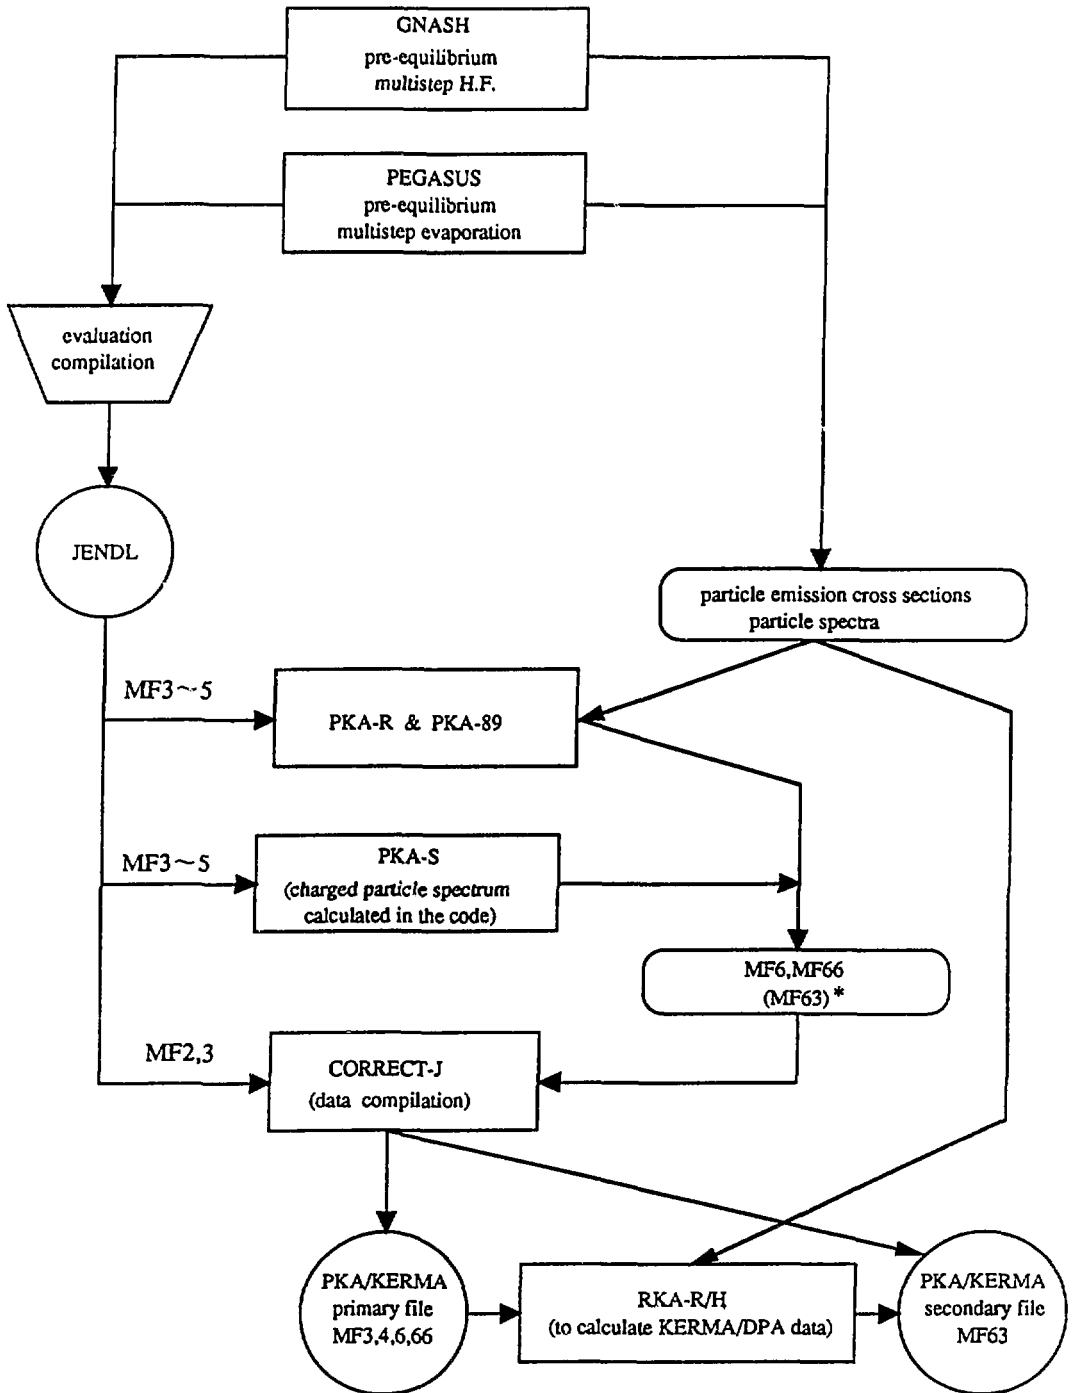 GNASH
pre-equilibrium
multistep H.F.
PEGASUS
pre-equilibrium
multistep evaporation
evaluation
compilation
JENDL
particle emission cross sections
particle spectra
MF3~5
PKA-R & PKA-89
MF3~5
PKA-S
(charged particle spectrum
calculated in the code)
MF6,MF66
(MF63) *
MF2,3
CORRECT-J
(data compilation)
PKA/KERMA
primary file
MF3,4,6,66
RKA-R/H
(to calculate KERMA/DPA data)
PKA/KERMA
secondary file
MF63